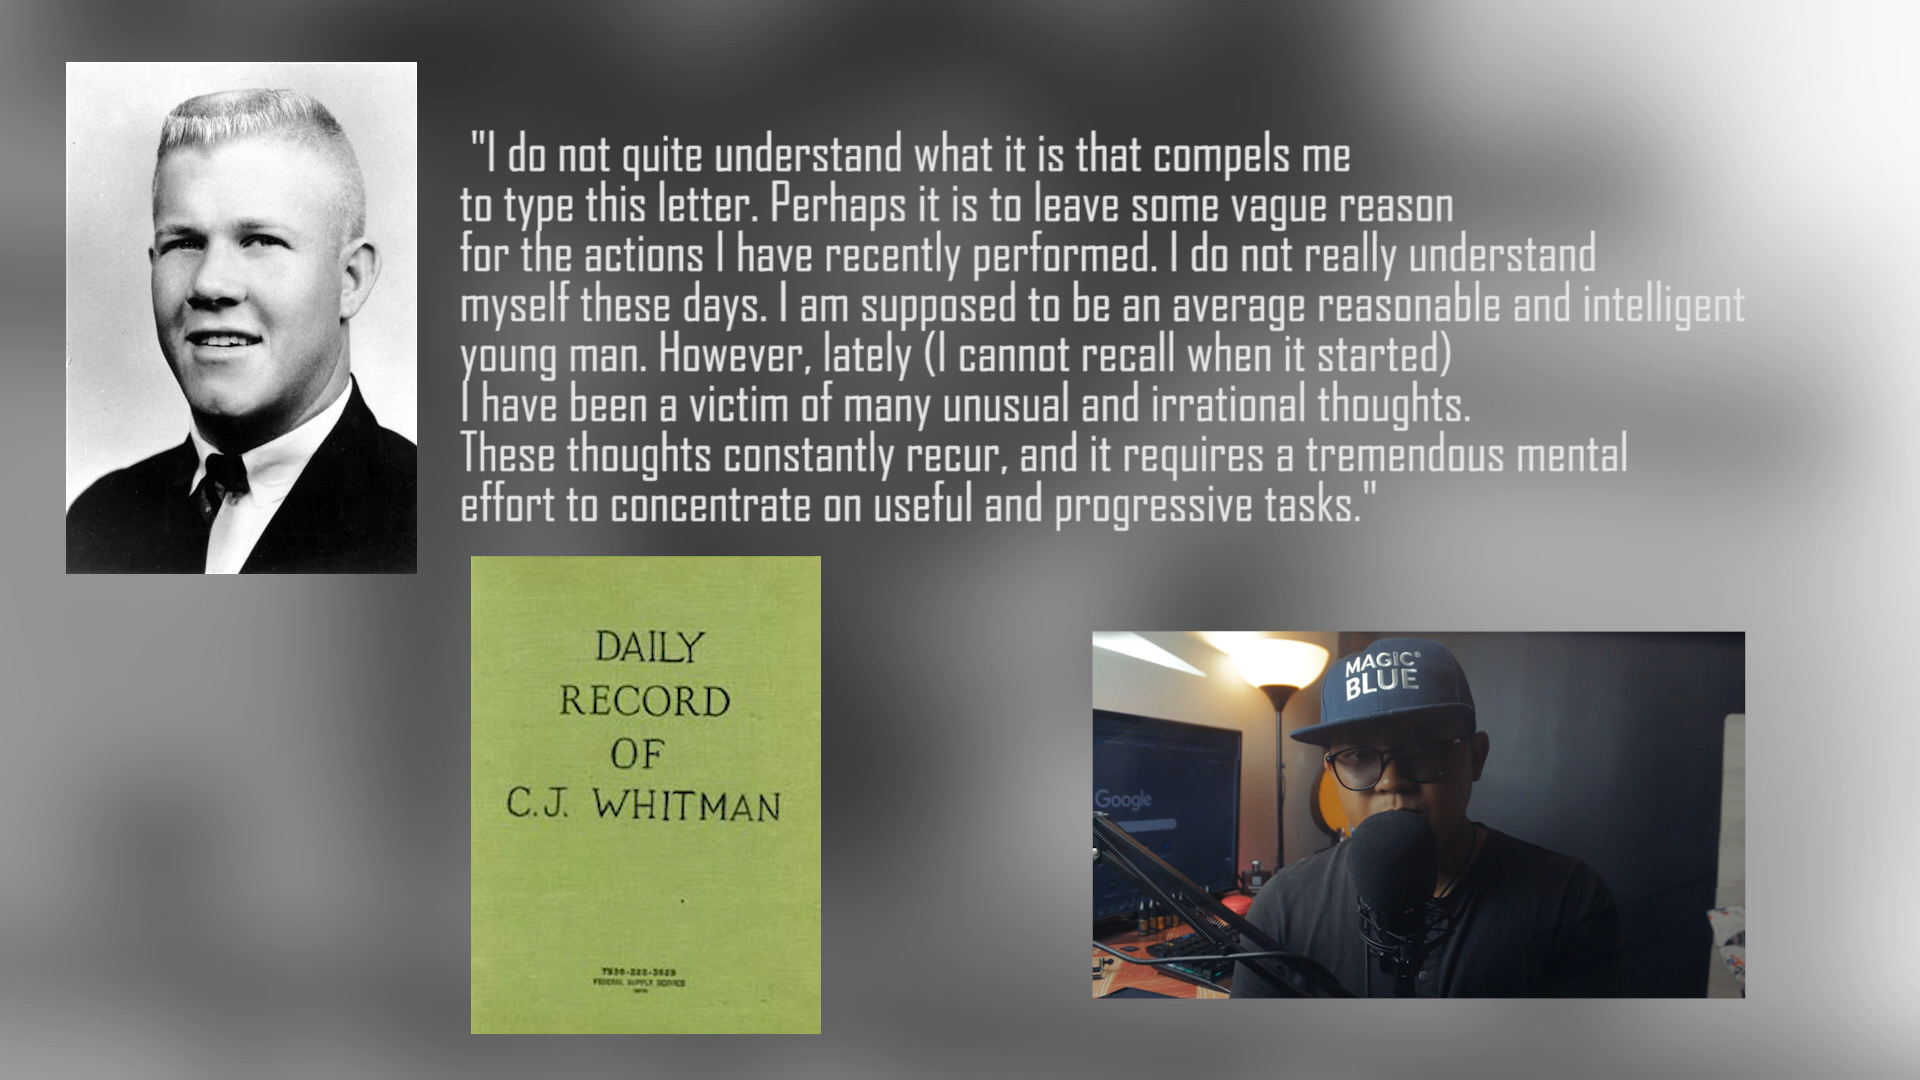 "I do not quite understand what it is that compels me
to type this letter. Perhaps it is to leave some vague reason
for the actions I have recently performed. I do not really understand
myself these days. I am supposed to be an average reasonable and intelligent
young man. However, lately (I cannot recall when it started)
I have been a victim of many unusual and irrational thoughts.
These thoughts constantly recur, and it requires a tremendous mental
effort to concentrate on useful and progressive tasks."
DAILY
RECORD
OF
C.J. WHITMAN
FEDERAL SUPPLY SERVICE
MAGIC®
BLUE
Google